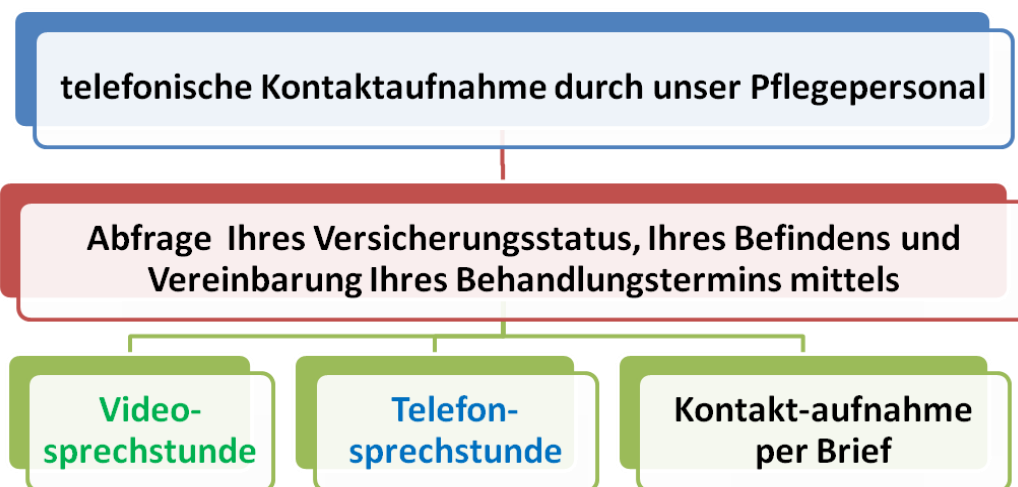 telefonische Kontaktaufnahme durch unser Pflegepersonal
Abfrage Ihres Versicherungsstatus, Ihres Befindens und
Vereinbarung Ihres Behandlungstermins mittels
Video-
sprechstunde
Telefon-
sprechstunde
Kontakt-aufnahme
per Brief